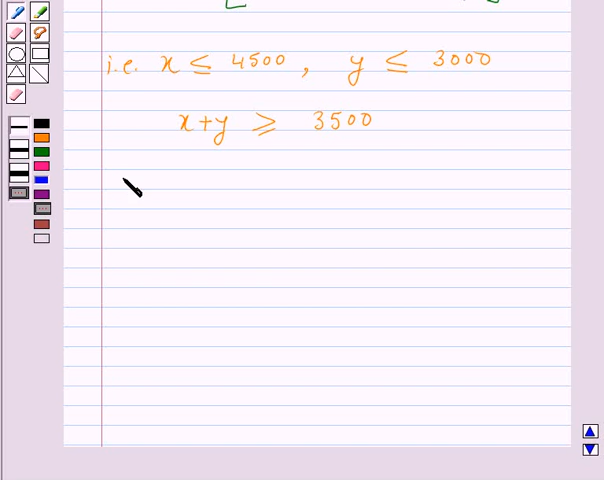 i.e. x ≤ 4500, y ≤ 3000
x+y ≥ 3500